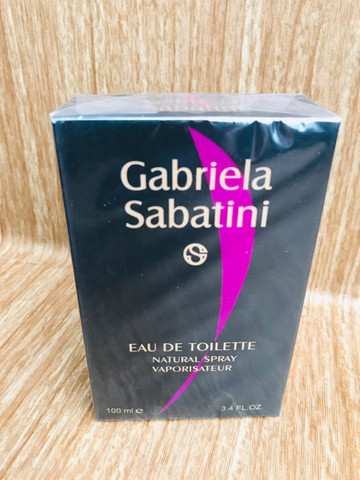 Gabriela
Sabatini
EAU DE TOILETTE
NATURAL SPRAY
VAPORISATEUR
100 ml e 3.4 FL.OZ